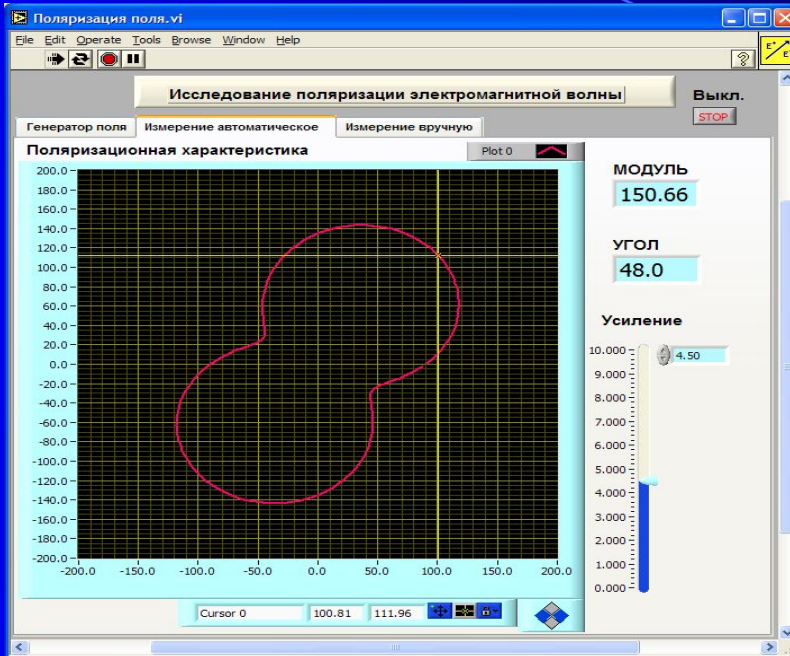 Поляризация поля.vi
File Edit Operate Tools Browse Window Help
E+ E
Исследование поляризации электромагнитной волны
Выкл.
STOP
Генератор поля Измерение автоматическое Измерение вручную
Поляризационная характеристика
Plot 0
200.0
180.0
160.0
140.0
120.0
100.0
80.0
60.0
40.0
20.0
0.0
-20.0
-40.0
-60.0
-80.0
-100.0
-120.0
-140.0
-160.0
-180.0
-200.0
-200.0 -150.0 -100.0 -50.0 0.0 50.0 100.0 150.0 200.0
Cursor 0 100.81 111.96
МОДУЛЬ
150.66
УГОЛ
48.0
Усиление
4.50
10.000
9.000
8.000
7.000
6.000
5.000
4.000
3.000
2.000
1.000
0.000